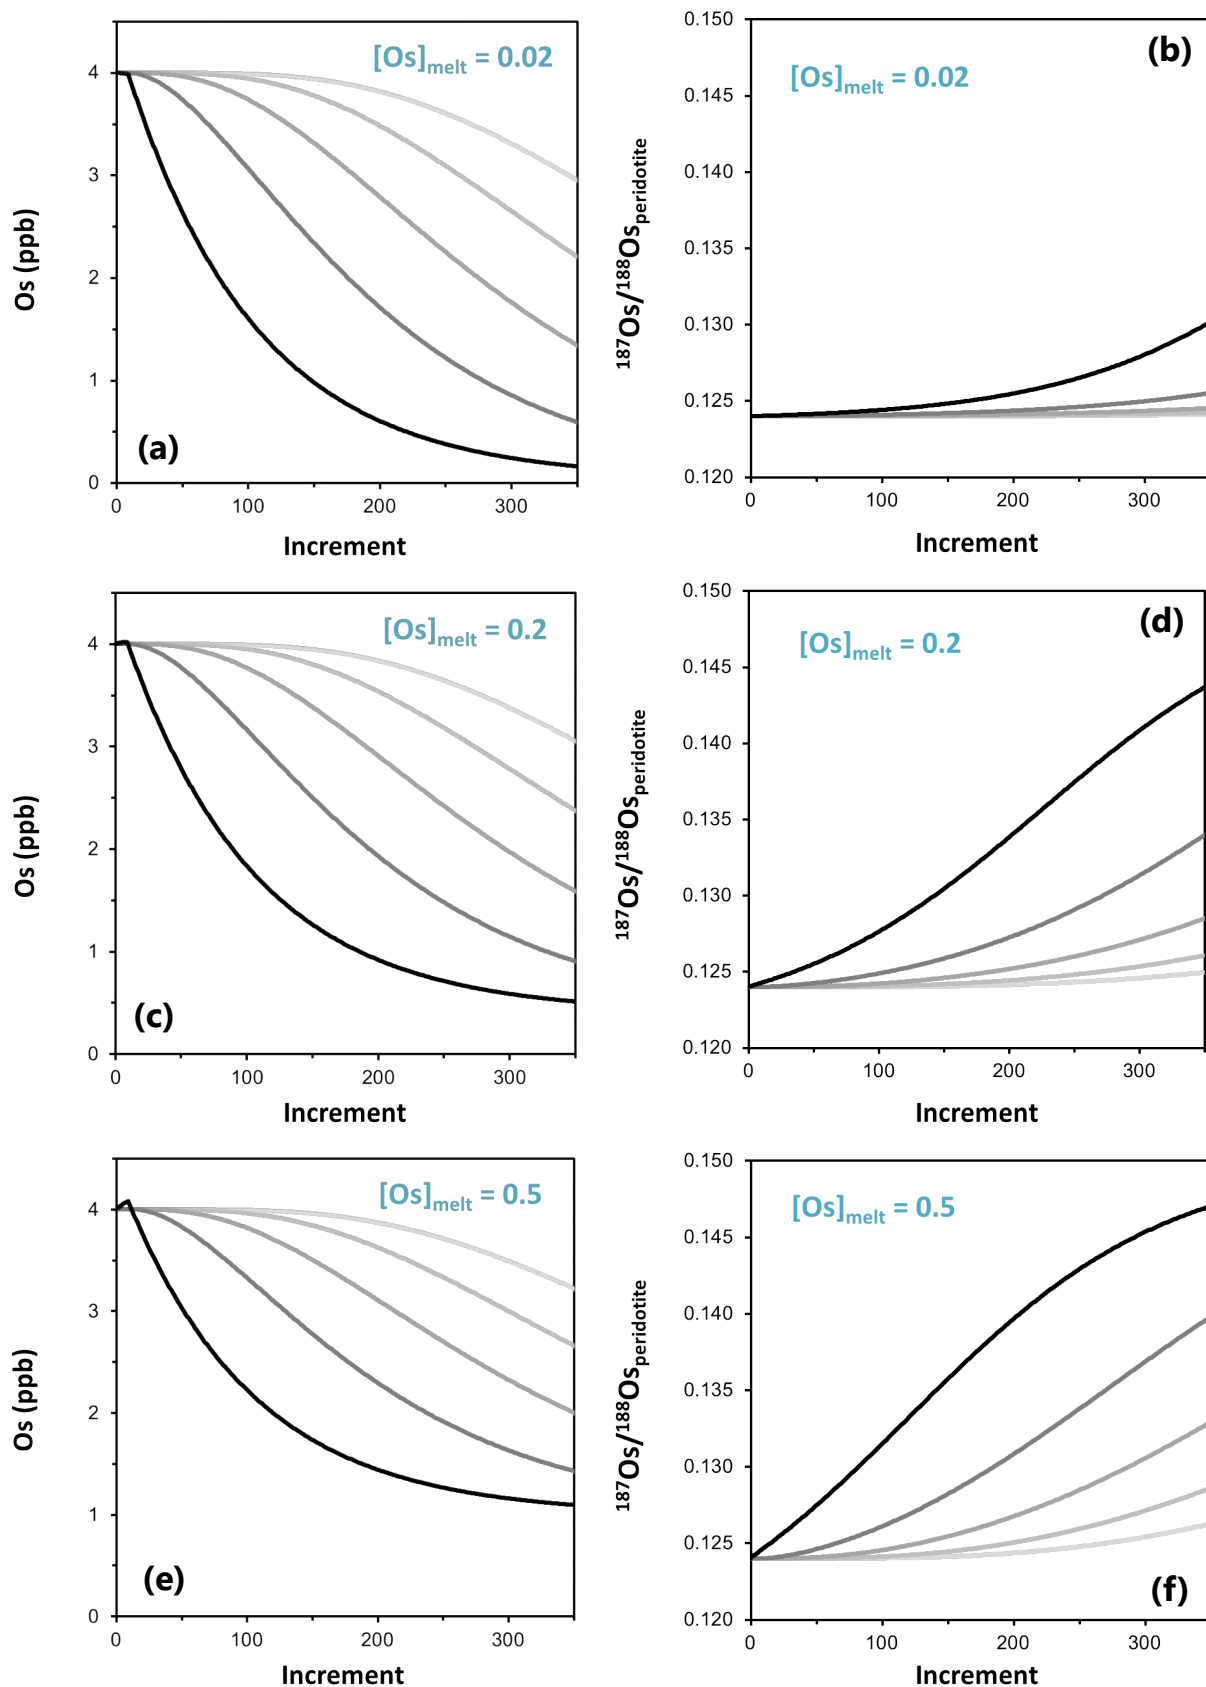 [Os]melt = 0.02
Os (ppb)
4
3
2
1
0
(a)
0 100 200 300
Increment
(b)
[Os]melt = 0.02
187Os/188Osperidotite
0.150
0.145
0.140
0.135
0.130
0.125
0.120
0 100 200 300
Increment
[Os]melt = 0.2
Os (ppb)
4
3
2
1
0
(c)
0 100 200 300
Increment
(d)
[Os]melt = 0.2
187Os/188Osperidotite
0.150
0.145
0.140
0.135
0.130
0.125
0.120
0 100 200 300
Increment
[Os]melt = 0.5
Os (ppb)
4
3
2
1
0
(e)
0 100 200 300
Increment
[Os]melt = 0.5
187Os/188Osperidotite
0.150
0.145
0.140
0.135
0.130
0.125
0.120
(f)
0 100 200 300
Increment